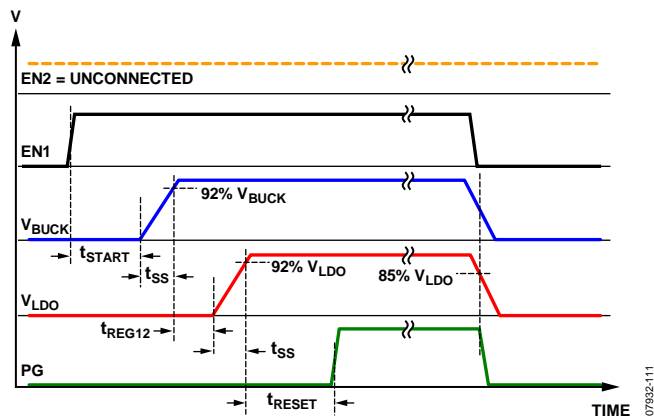 V
EN2 = UNCONNECTED
EN1
92% VBUCK
VBUCK
tSTART
tSS
92% VLDO
85% VLDO
VLDO
tREG12
tSS
PG
tRESET
TIME
07932-111